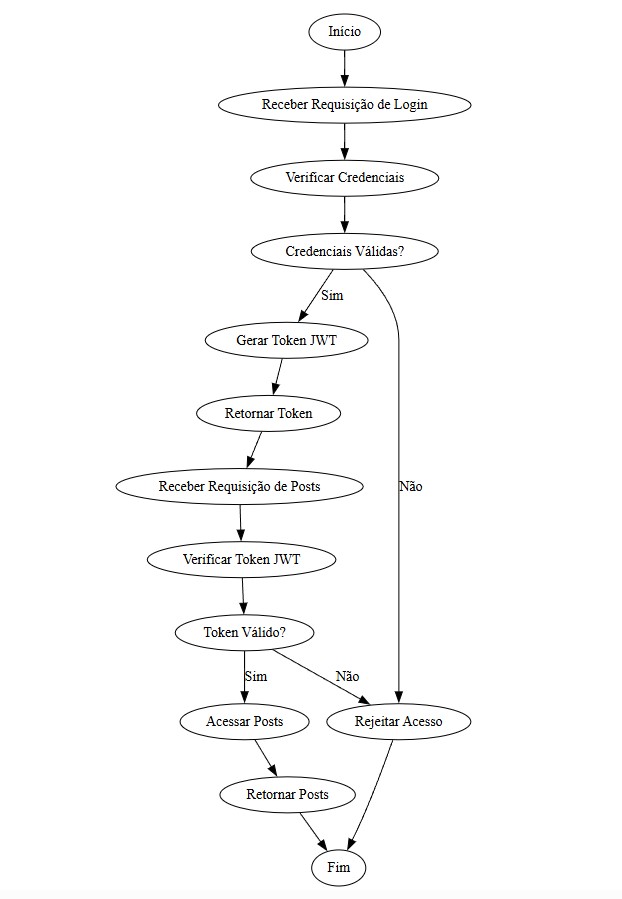 Início
Receber Requisição de Login
Verificar Credenciais
Credenciais Válidas?
Sim
Gerar Token JWT
Retornar Token
Receber Requisição de Posts
Não
Verificar Token JWT
Token Válido?
Sim
Não
Acessar Posts
Rejeitar Acesso
Retornar Posts
Fim